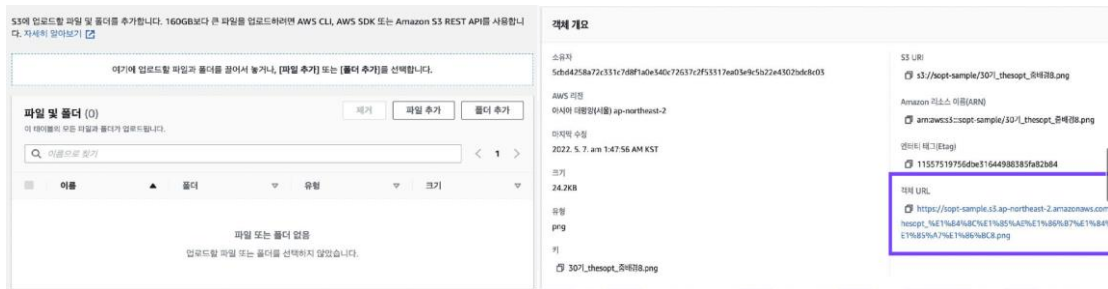 S3에 업로드할 파일 및 폴더를 추가합니다. 160GB보다 큰 파일을 업로드하려면 AWS CLI, AWS SDK 또는 Amazon S3 REST API를 사용합니
다. 자세히 알아보기
여기에 업로드할 파일과 폴더를 끌어서 놓거나, [파일 추가] 또는 [폴더 추가]를 선택합니다.
파일 및 폴더 (0)
제거
파일 추가
폴더 추가
이 테이블의 모든 파일과 폴더가 업로드됩니다.
이름으로 찾기
< 1 >
이름 폴더 유형 크기
파일 또는 폴더 없음
업로드할 파일 또는 폴더를 선택하지 않았습니다.
객체 개요
소유자
5cbd4258a72c331c7d8f1a0e340c72637c2f53317ea03e9c5b22e4302bdc8c03
AWS 리전
아시아 태평양(서울) ap-northeast-2
마지막 수정
2022. 5. 7. am 1:47:56 AM KST
크기
24.2KB
유형
png
키
30기_thesopt_줌배경8.png
S3 URI
s3://sopt-sample/30기_thesopt_줌배경8.png
Amazon 리소스 이름(ARN)
arn:aws:s3:::sopt-sample/30기_thesopt_줌배경8.png
엔터티 태그(Etag)
11557519756dbe31644988385fa82b84
객체 URL
https://sopt-sample.s3.ap-northeast-2.amazonaws.com
hesopt_%E1%84%8C%E1%85%AE%E1%86%B7%E1%84%
E1%85%A7%E1%86%BC8.png